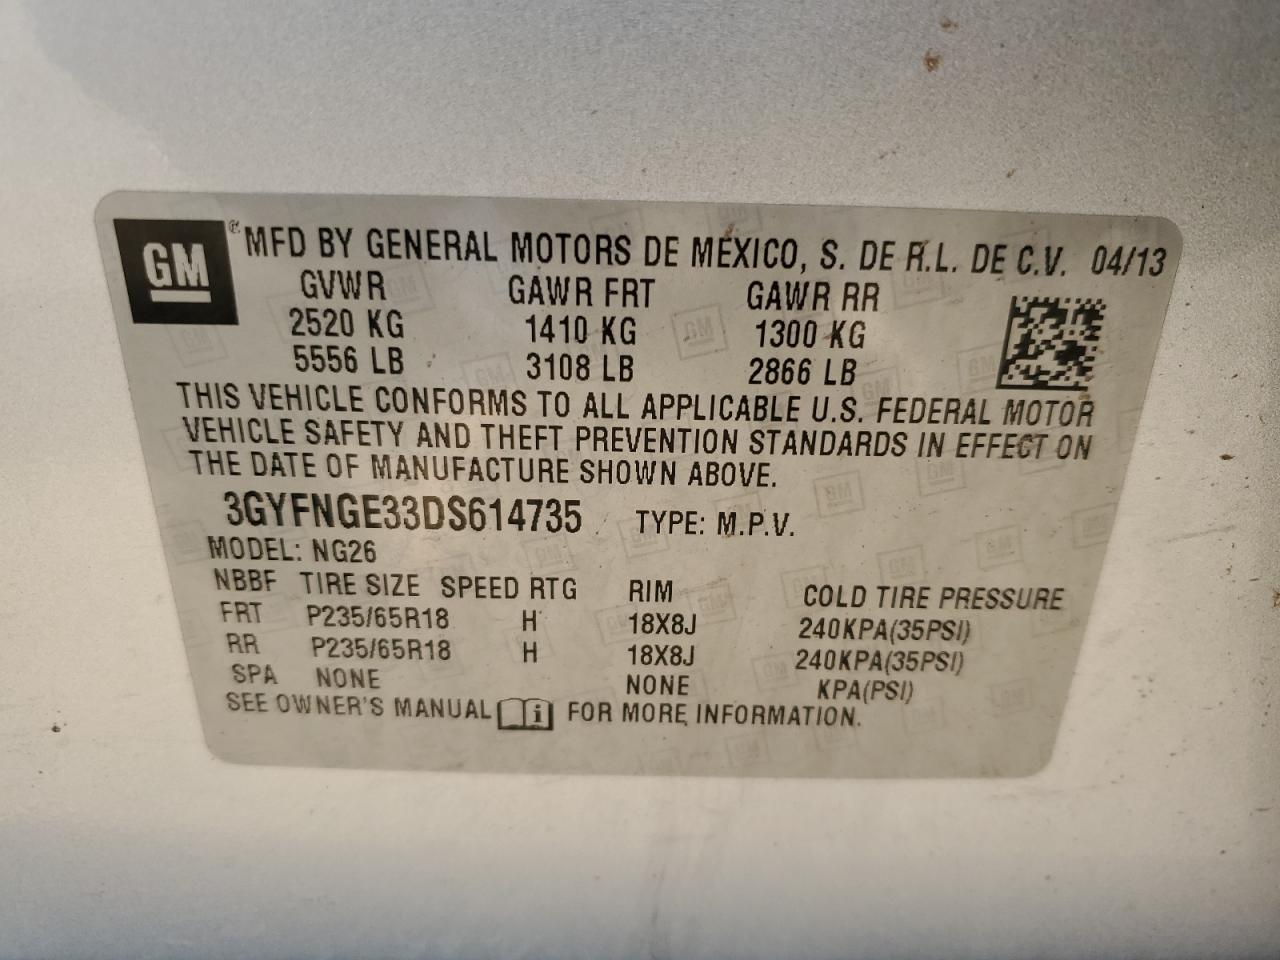 GM ® MFD BY GENERAL MOTORS DE MEXICO, S. DE R.L. DE C.V. 04/13
GVWR GAWR FRT GAWR RR
2520 KG 1410 KG 1300 KG
5556 LB 3108 LB 2866 LB
THIS VEHICLE CONFORMS TO ALL APPLICABLE U.S. FEDERAL MOTOR
VEHICLE SAFETY AND THEFT PREVENTION STANDARDS IN EFFECT ON
THE DATE OF MANUFACTURE SHOWN ABOVE.
3GYFNGE33DS614735 TYPE: M.P.V.
MODEL: NG26
NBBF TIRE SIZE SPEED RTG RIM COLD TIRE PRESSURE
FRT P235/65R18 H 18X8J 240KPA(35PSI)
RR P235/65R18 H 18X8J 240KPA(35PSI)
SPA NONE NONE KPA(PSI)
SEE OWNER'S MANUAL i FOR MORE INFORMATION.